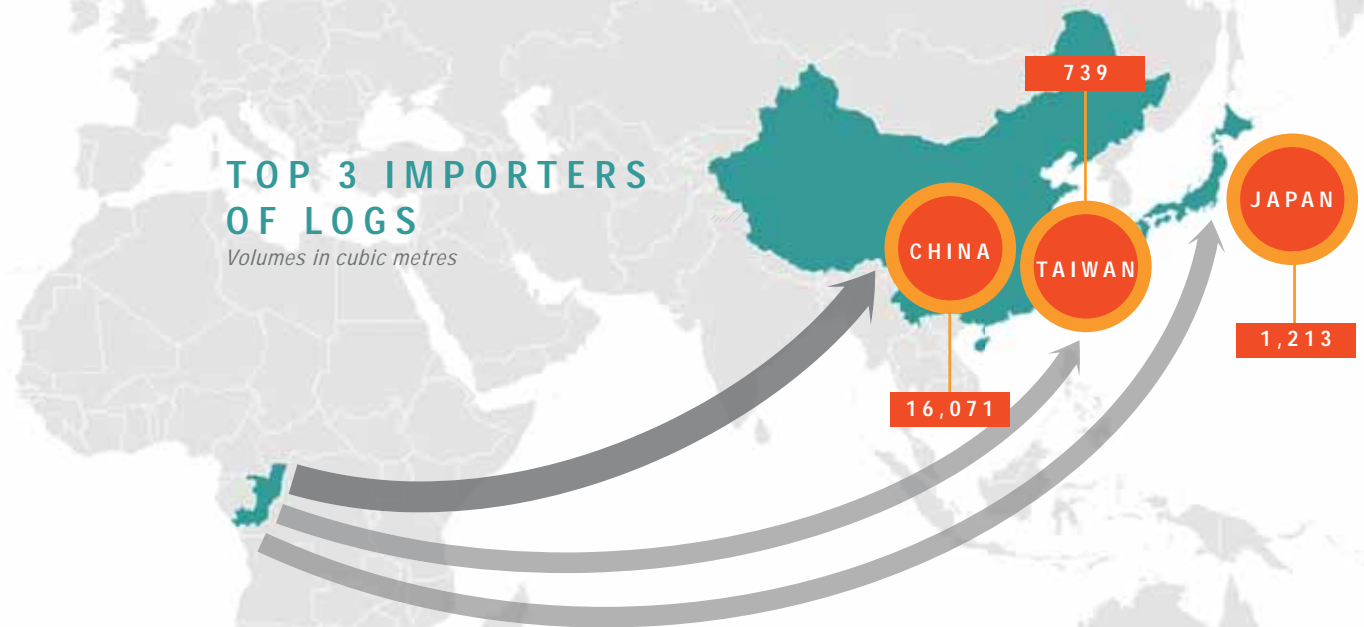 TOP 3 IMPORTERS
OF LOGS
Volumes in cubic metres
739
CHINA
TAIWAN
JAPAN
16,071
1,213